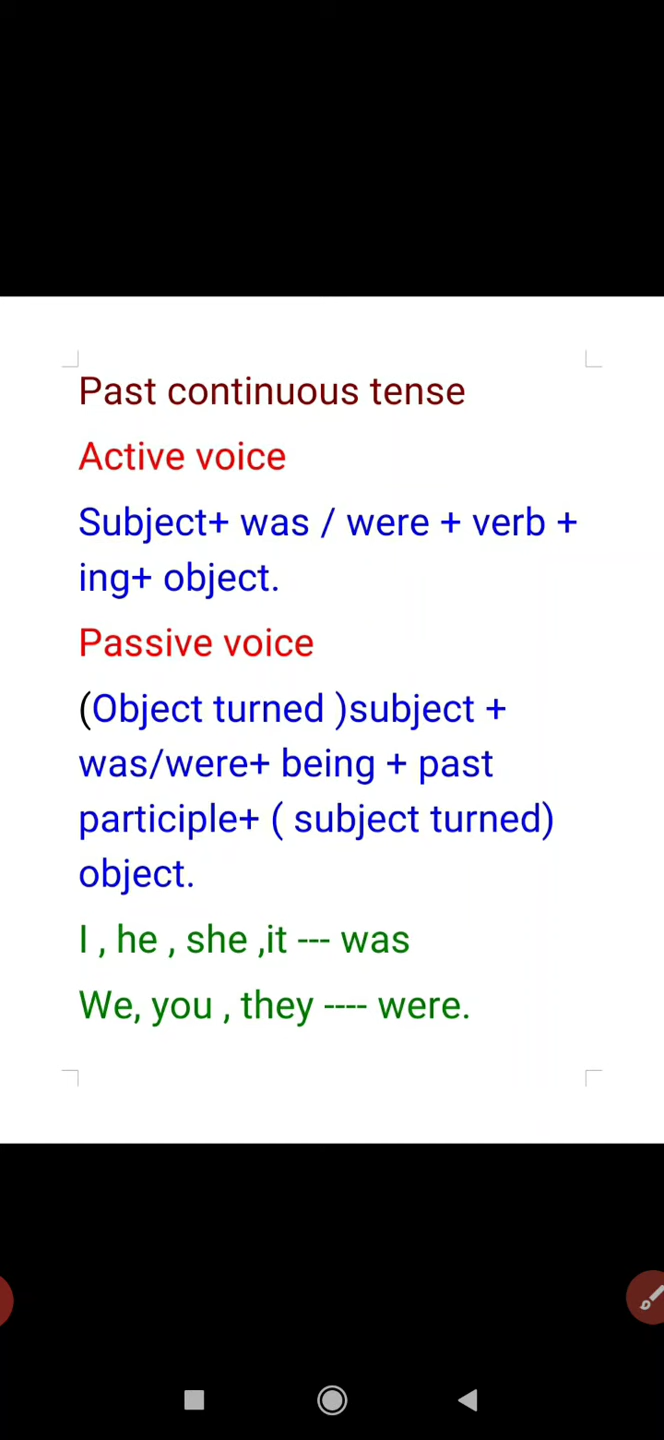 Past continuous tense
Active voice
Subject+ was / were + verb +
ing+ object.
Passive voice
(Object turned )subject +
was/were+ being + past
participle+ ( subject turned)
object.
I , he , she ,it --- was
We, you , they ---- were.